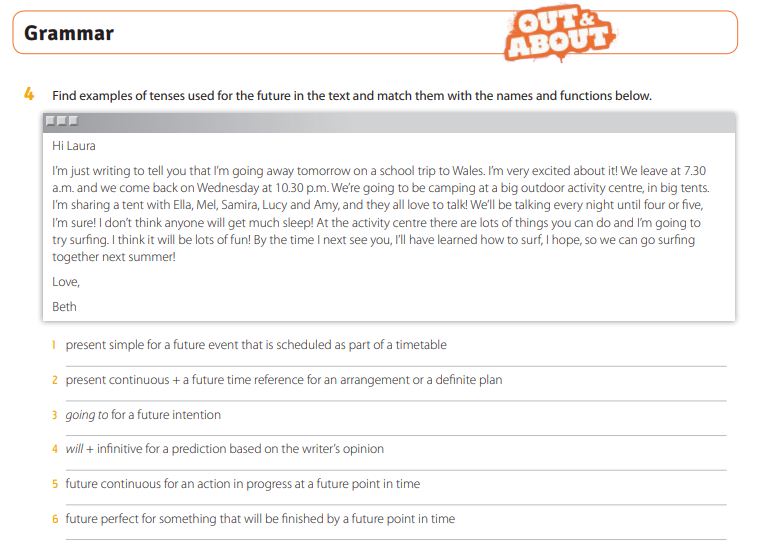 Grammar
OUT &
ABOUT
4 Find examples of tenses used for the future in the text and match them with the names and functions below.
Hi Laura
I'm just writing to tell you that I'm going away tomorrow on a school trip to Wales. I'm very excited about it! We leave at 7.30
a.m. and we come back on Wednesday at 10.30 p.m. We're going to be camping at a big outdoor activity centre, in big tents.
I'm sharing a tent with Ella, Mel, Samira, Lucy and Amy, and they all love to talk! We'll be talking every night until four or five,
I'm sure! I don't think anyone will get much sleep! At the activity centre there are lots of things you can do and I'm going to
try surfing. I think it will be lots of fun! By the time I next see you, I'll have learned how to surf, I hope, so we can go surfing
together next summer!
Love,
Beth
1 present simple for a future event that is scheduled as part of a timetable
2 present continuous + a future time reference for an arrangement or a definite plan
3 going to for a future intention
4 will + infinitive for a prediction based on the writer's opinion
5 future continuous for an action in progress at a future point in time
6 future perfect for something that will be finished by a future point in time